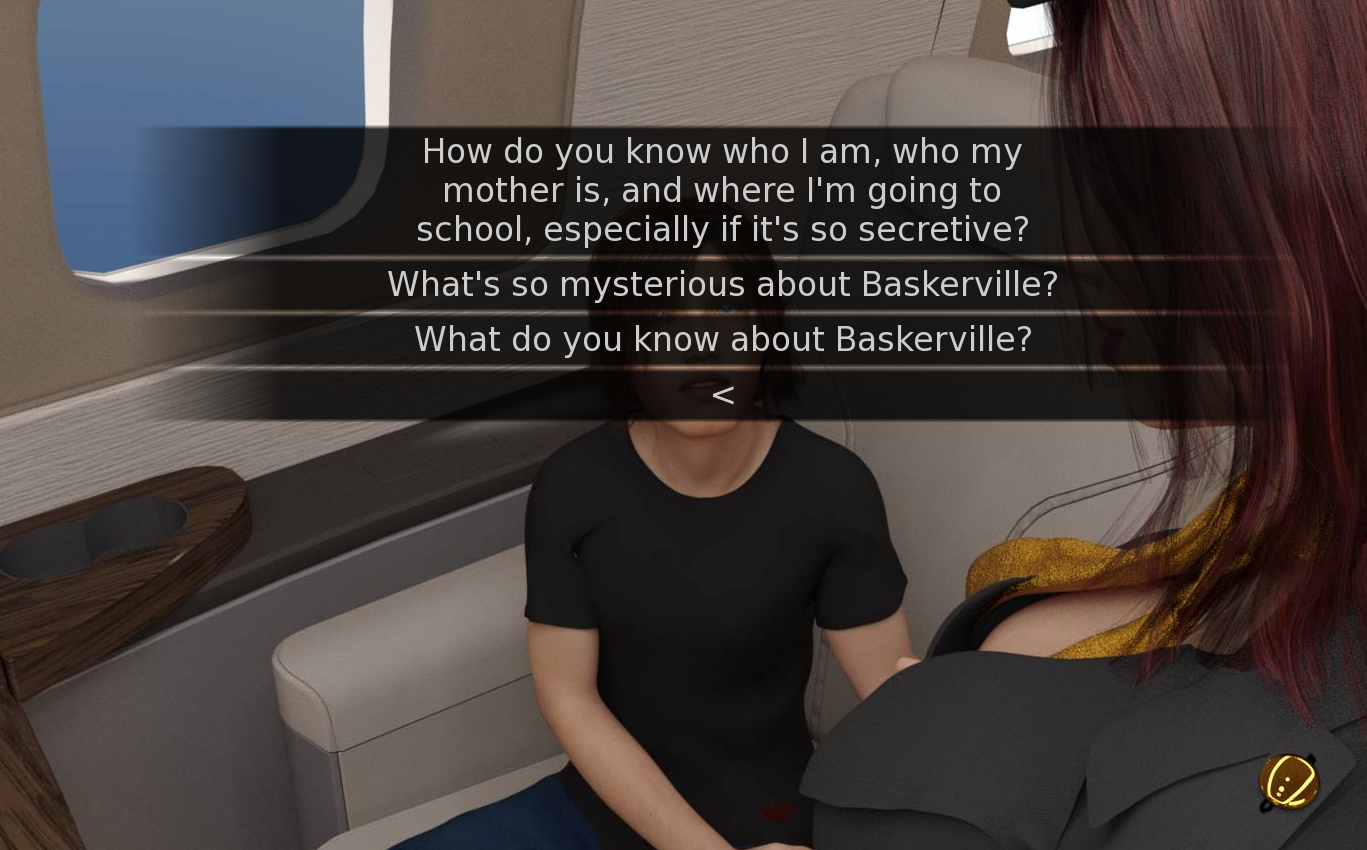 How do you know who I am, who my
mother is, and where I'm going to
school, especially if it's so secretive?
What's so mysterious about Baskerville?
What do you know about Baskerville?
<